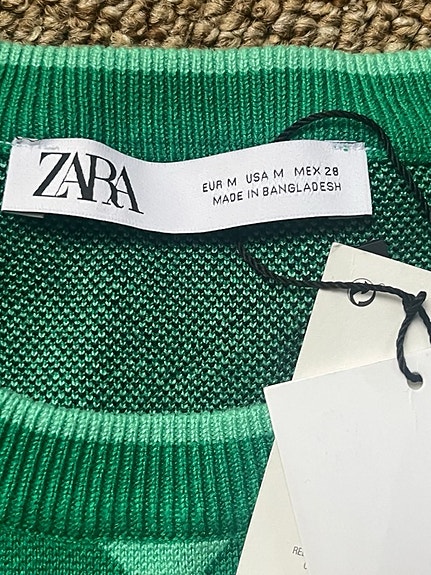 ZARA
EUR M USA M MEX 28
MADE IN BANGLADESH